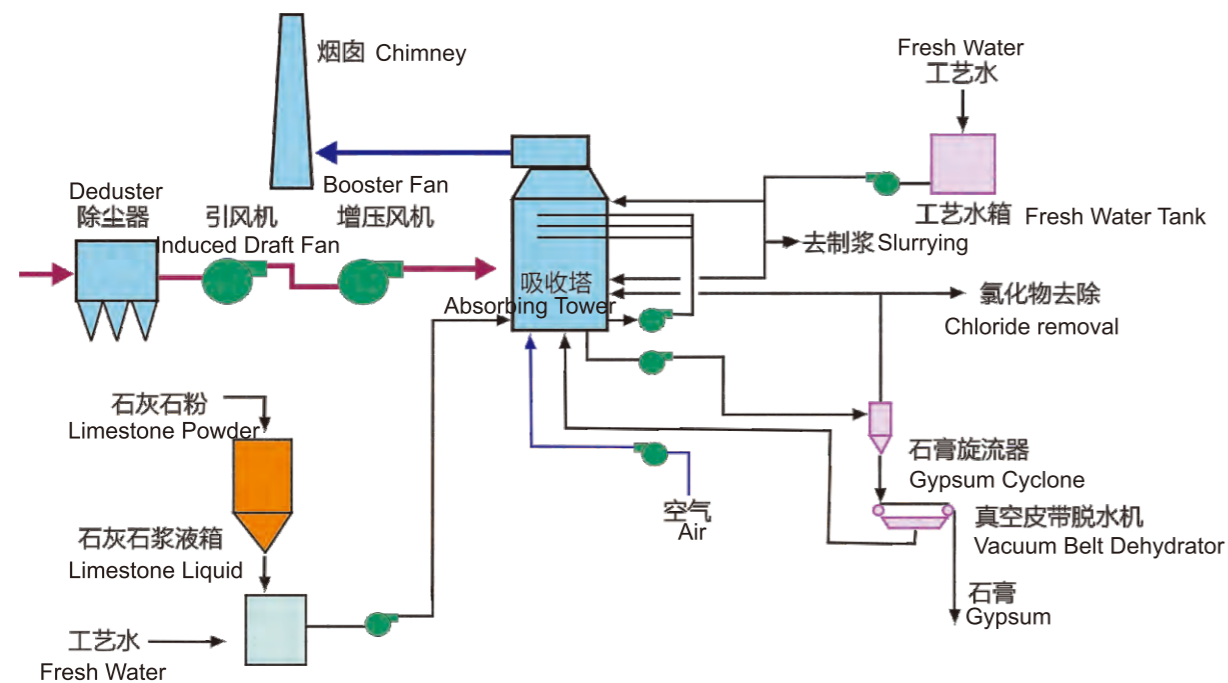 烟囱 Chimney
Fresh Water
工艺水
Deduster
除尘器
引风机
Induced Draft Fan
Booster Fan
增压风机
工艺水箱 Fresh Water Tank
去制浆 Slurrying
吸收塔
Absorbing Tower
氯化物去除
Chloride removal
石灰石粉
Limestone Powder
石膏旋流器
Gypsum Cyclone
空气
Air
真空皮带脱水机
Vacuum Belt Dehydrator
石灰石浆液箱
Limestone Liquid
石膏
Gypsum
工艺水
Fresh Water